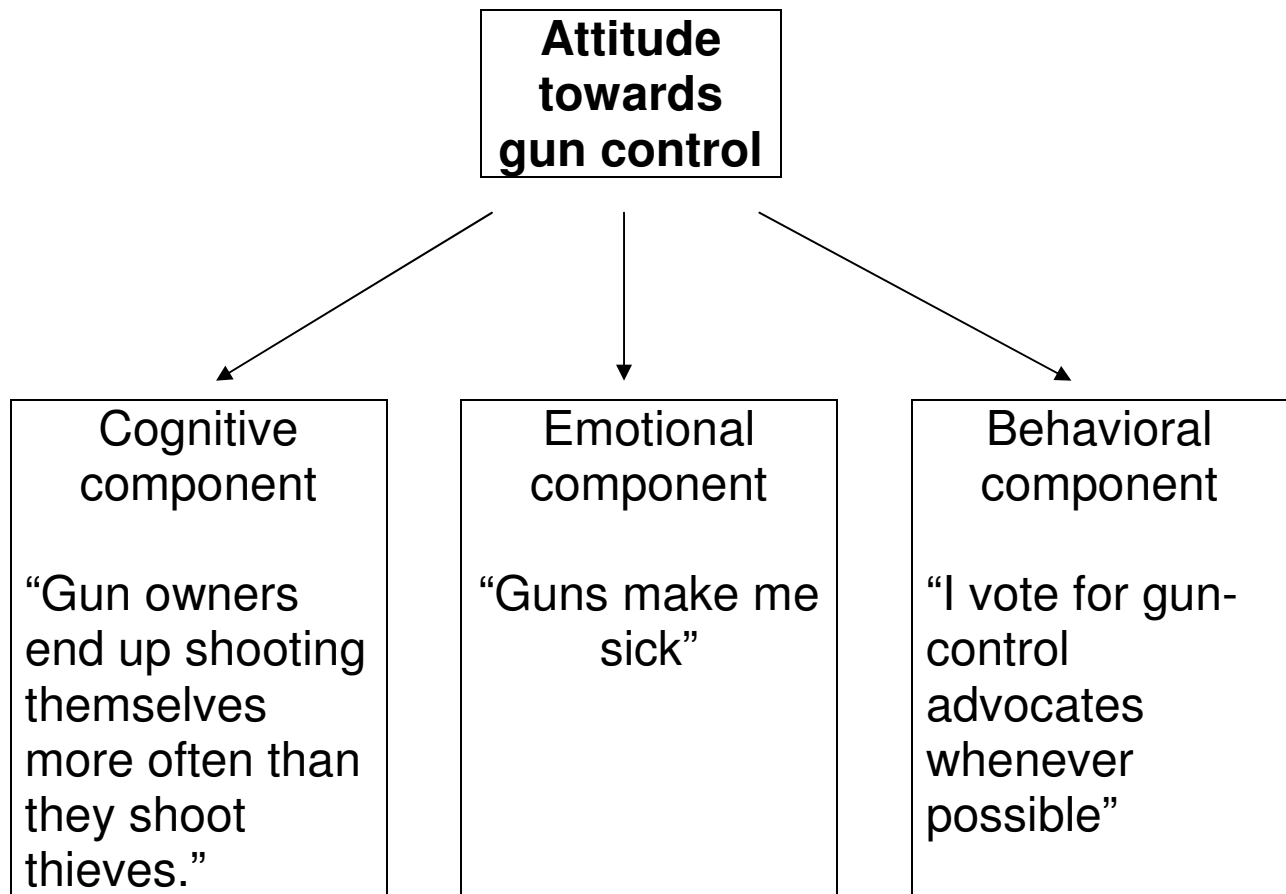 Attitude
towards
gun control
Cognitive
component
“Gun owners
end up shooting
themselves
more often than
they shoot
thieves.”
Emotional
component
“Guns make me
sick”
Behavioral
component
“I vote for gun-
control
advocates
whenever
possible”